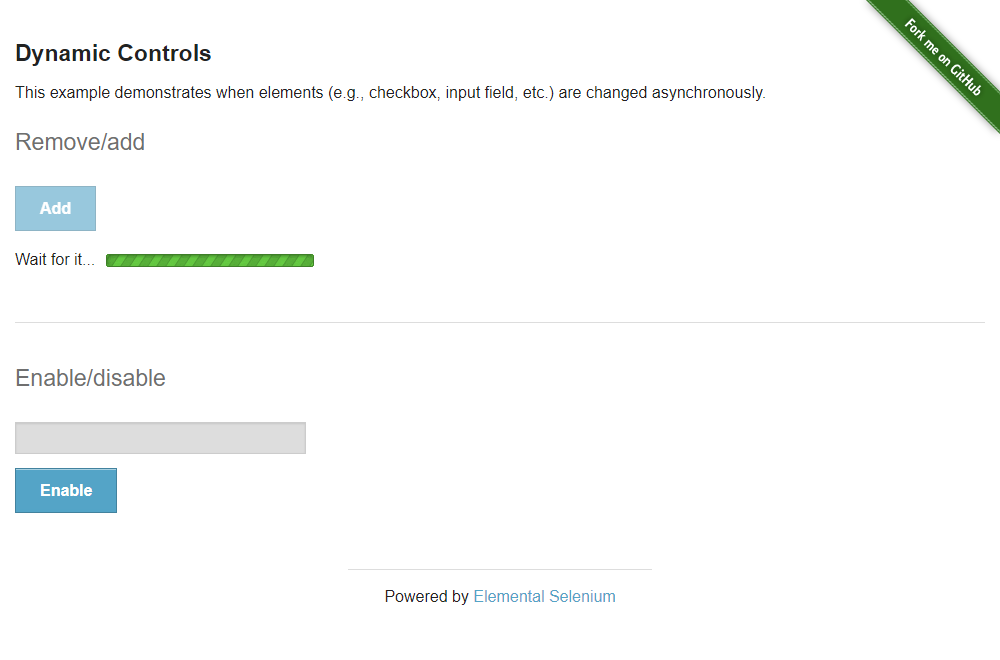 Fork me on GitHub
Dynamic Controls
This example demonstrates when elements (e.g., checkbox, input field, etc.) are changed asynchronously.
Remove/add
Add
Wait for it...
Enable/disable
Enable
Powered by Elemental Selenium